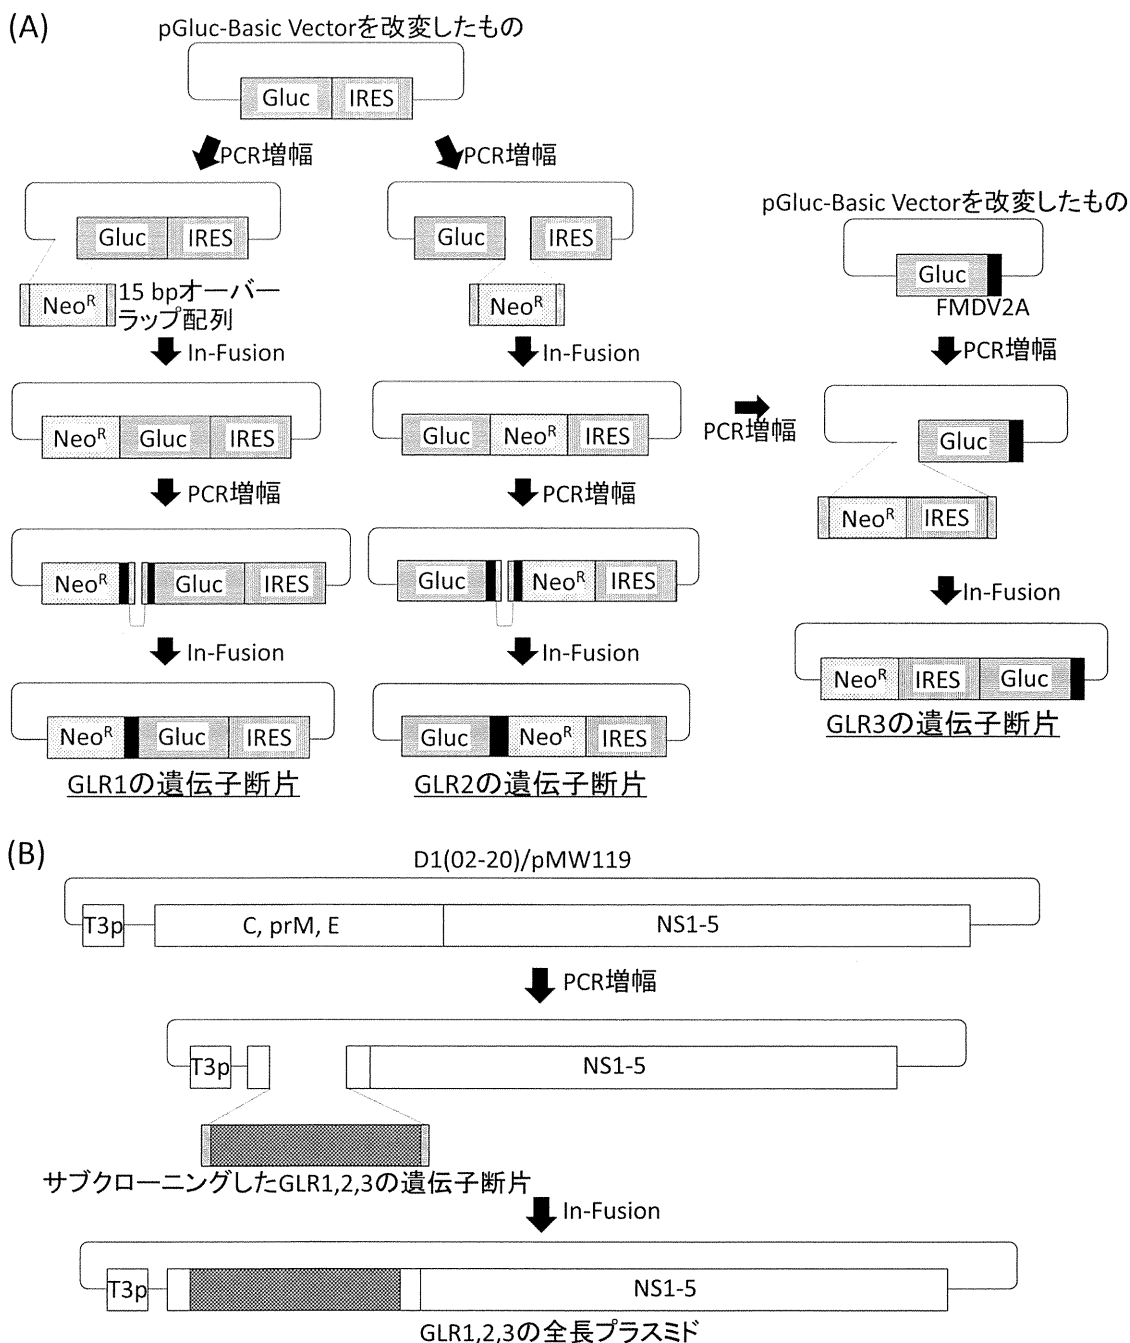 (A)
pGluc-Basic Vectorを改変したもの
Gluc IRES
PCR増幅 PCR増幅
Gluc IRES
Gluc IRES
NeoR
15 bpオーバー
ラップ配列
NeoR
In-Fusion In-Fusion
NeoR Gluc IRES
Gluc NeoR IRES
PCR増幅 PCR増幅
NeoR Gluc IRES
Gluc NeoR IRES
In-Fusion In-Fusion
NeoR Gluc IRES
Gluc NeoR IRES
GLR1の遺伝子断片
GLR2の遺伝子断片
pGluc-Basic Vectorを改変したもの
Gluc
FMDV2A
PCR増幅
PCR増幅
Gluc
NeoR IRES
In-Fusion
NeoR IRES Gluc
GLR3の遺伝子断片
(B)
D1(02-20)/pMW119
T3p C, prM, E NS1-5
PCR増幅
T3p NS1-5
サブクローニングしたGLR1,2,3の遺伝子断片
In-Fusion
T3p NS1-5
GLR1,2,3の全長プラスミド